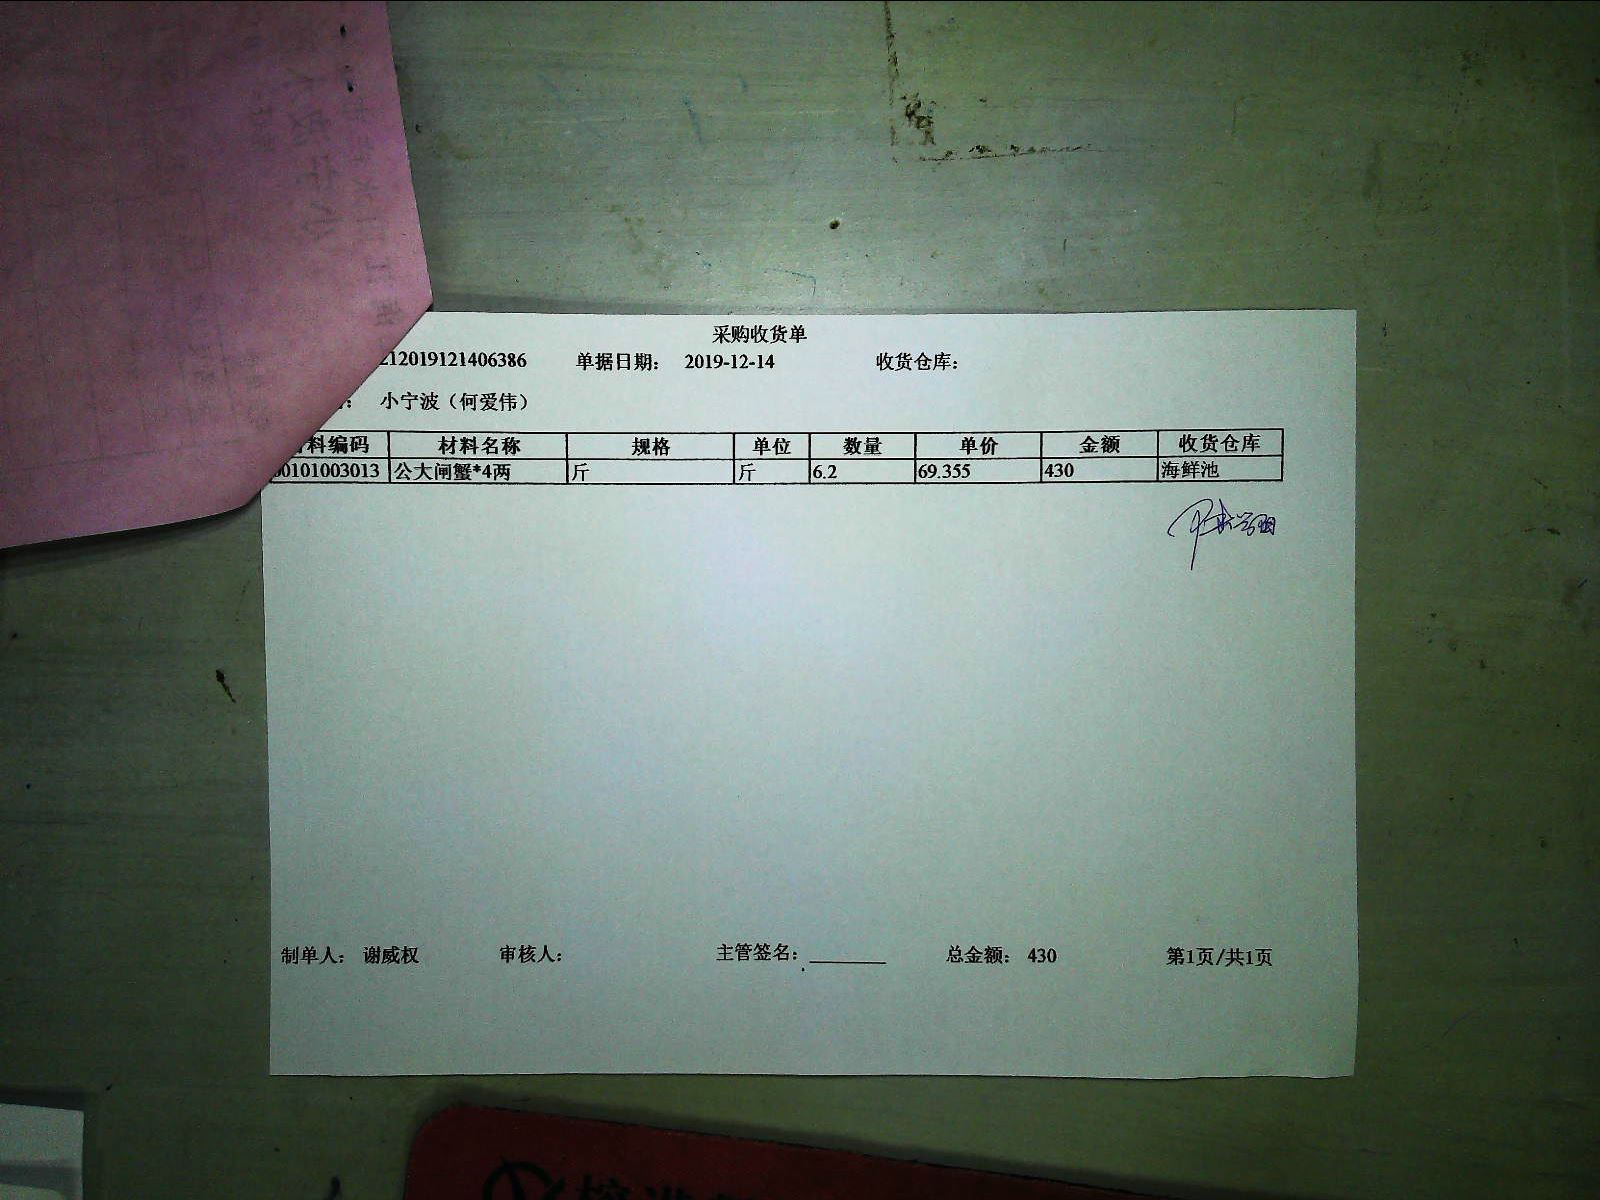 采购收货单
212019121406386 单据日期： 2019-12-14 收货仓库：
： 小宁波（何爱伟）
料编码 材料名称 规格 单位 数量 单价 金额 收货仓库
00101003013 公大闸蟹*4两 斤 斤 6.2 69.355 430 海鲜池
制单人： 谢威权 审核人： 主管签名： ________ 总金额： 430 第1页/共1页